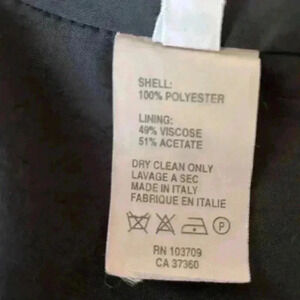 SHELL:
100% POLYESTER
LINING:
49% VISCOSE
51% ACETATE
DRY CLEAN ONLY
LAVAGE A SEC
MADE IN ITALY
FABRIQUE EN ITALIE
P
RN 103709
CA 37360